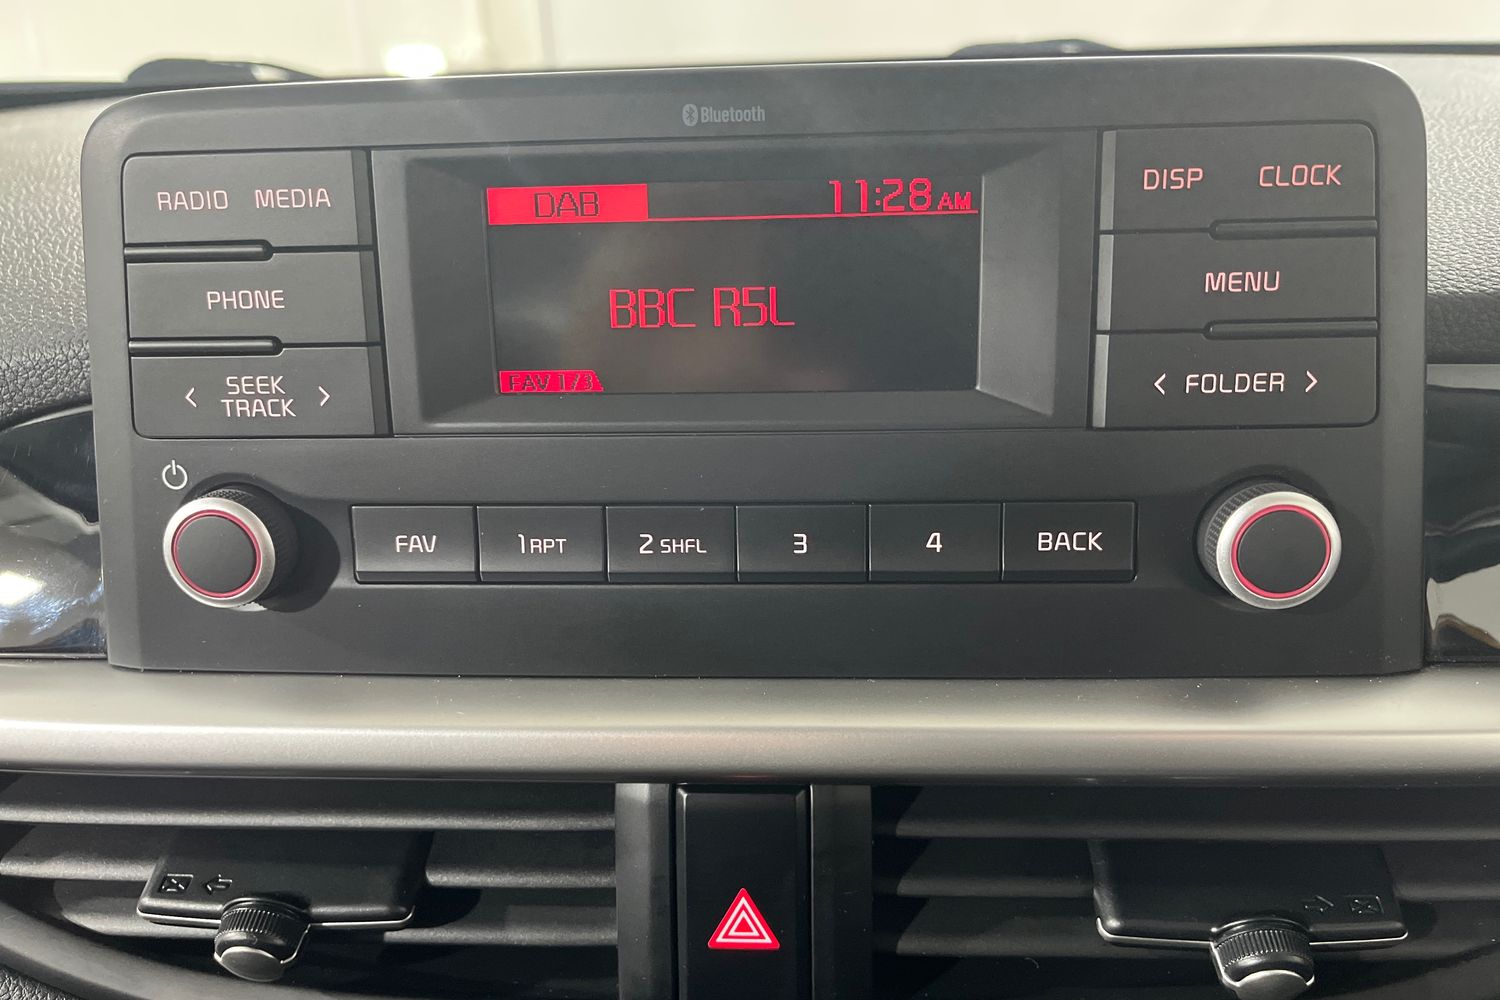 Bluetooth
RADIO MEDIA
DAB
11:28 AM
DISP CLOCK
PHONE
BBC R5L
MENU
< SEEK TRACK >
FAV 1/3
< FOLDER >
FAV
1 RPT
2 SHFL
3
4
BACK